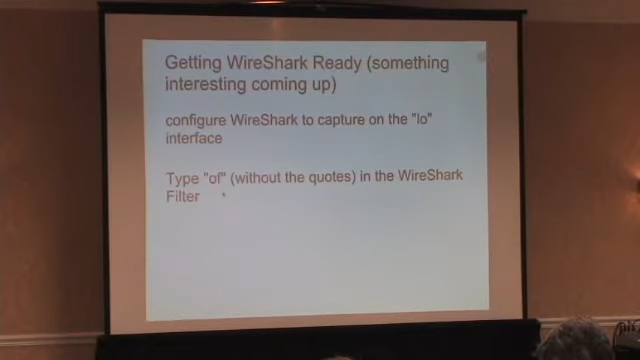 Getting WireShark Ready (something
interesting coming up)
configure WireShark to capture on the "lo"
interface
Type "of" (without the quotes) in the WireShark
Filter